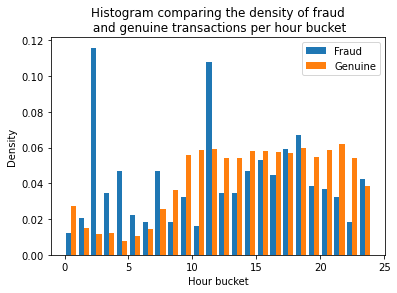 Histogram comparing the density of fraud
and genuine transactions per hour bucket
Fraud
Genuine
Density
0.12
0.10
0.08
0.06
0.04
0.02
0.00
0
5
10
15
20
25
Hour bucket